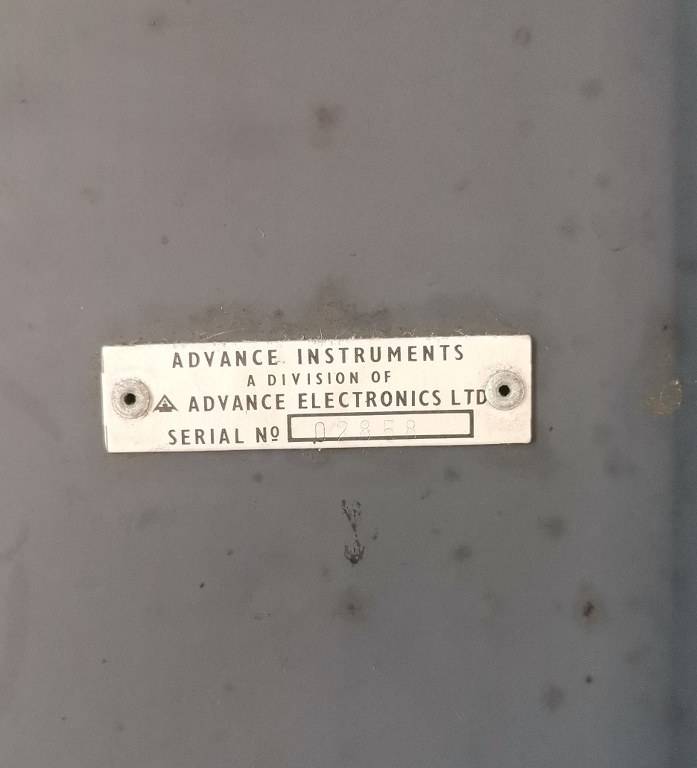 ADVANCE INSTRUMENTS
A DIVISION OF
ADVANCE ELECTRONICS LTD
SERIAL Nº